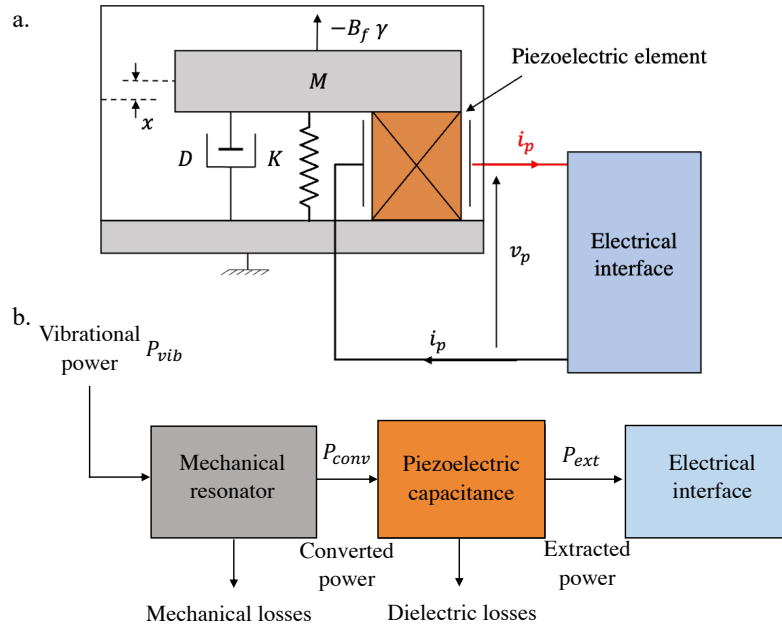 a.
−B_f γ
M
Piezoelectric element
x
D
K
i_p
v_p
Electrical
interface
i_p
b.
Vibrational
power P_vib
Mechanical
resonator
P_conv
Piezoelectric
capacitance
P_ext
Electrical
interface
Converted
power
Extracted
power
Mechanical losses
Dielectric losses